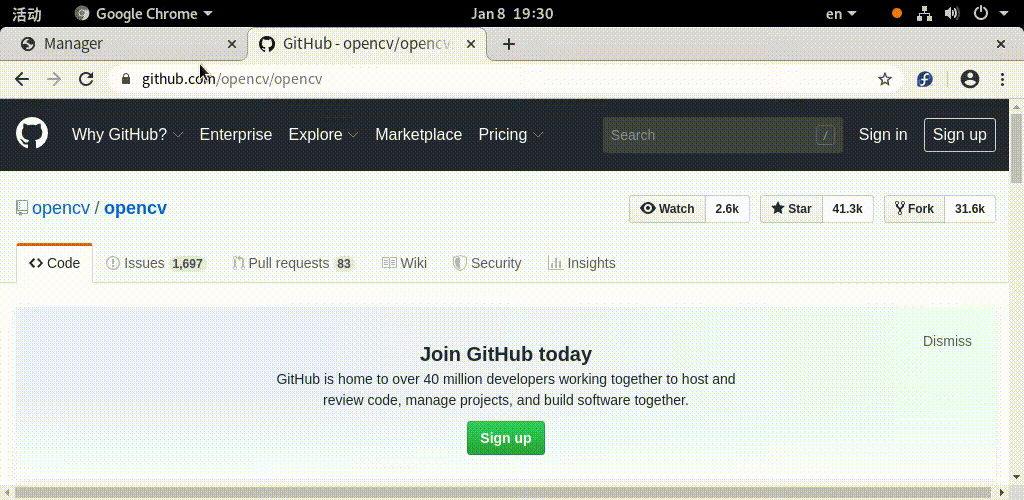 活动 Google Chrome Jan 8 19:30 en
Manager GitHub - opencv/opencv
github.com/opencv/opencv
Why GitHub? Enterprise Explore Marketplace Pricing Search / Sign in Sign up
opencv / opencv Watch 2.6k Star 41.3k Fork 31.6k
Code Issues 1,697 Pull requests 83 Wiki Security Insights
Dismiss
Join GitHub today
GitHub is home to over 40 million developers working together to host and
review code, manage projects, and build software together.
Sign up